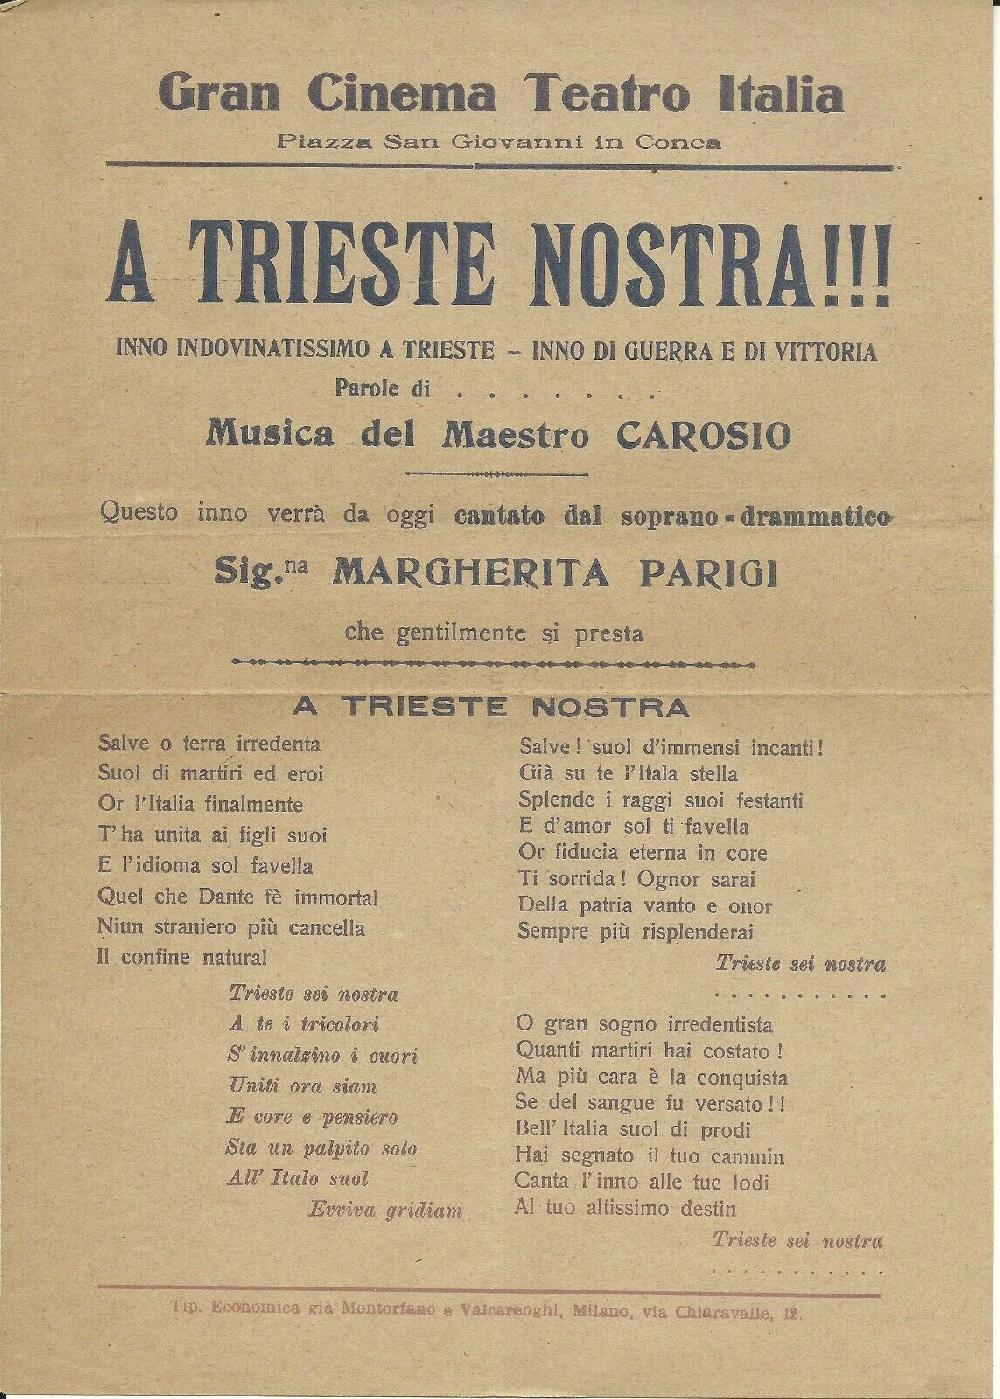 Gran Cinema Teatro Italia
Piazza San Giovanni in Conca
A TRIESTE NOSTRA!!!
INNO INDOVINATISSIMO A TRIESTE – INNO DI GUERRA E DI VITTORIA
Parole di . . . . . . .
Musica del Maestro CAROSIO
Questo inno verrà da oggi cantato dal soprano-drammatico
Sig.na MARGHERITA PARIGI
che gentilmente si presta
A TRIESTE NOSTRA
Salve o terra irredenta
Suol di martiri ed eroi
Or l'Italia finalmente
T'ha unita ai figli suoi
E l'idioma sol favella
Quel che Dante fè immortal
Niun straniero più cancella
Il confine natural
Trieste sei nostra
A te i tricolori
S'innalzino i cuori
Uniti ora siam
E core e pensiero
Sta un palpito solo
All' Italo suol
Evviva gridiam
Salve! suol d'immensi incanti!
Già su te l'Itala stella
Splende i raggi suoi festanti
E d'amor sol ti favella
Or fiducia eterna in core
Ti sorrida! Ognor sarai
Della patria vanto e onor
Sempre più risplenderai
Trieste sei nostra
. . . . . . . . . . .
O gran sogno irredentista
Quanti martiri hai costato!
Ma più cara è la conquista
Se del sangue fu versato!!
Bell' Italia suol di prodi
Hai segnato il tuo cammin
Canta l'inno alle tue lodi
Al tuo altissimo destin
Trieste sei nostra
. . . . . . . . . . .
Tip. Economica già Montorfano e Valcarenghi, Milano, via Chiaravalle, 12.